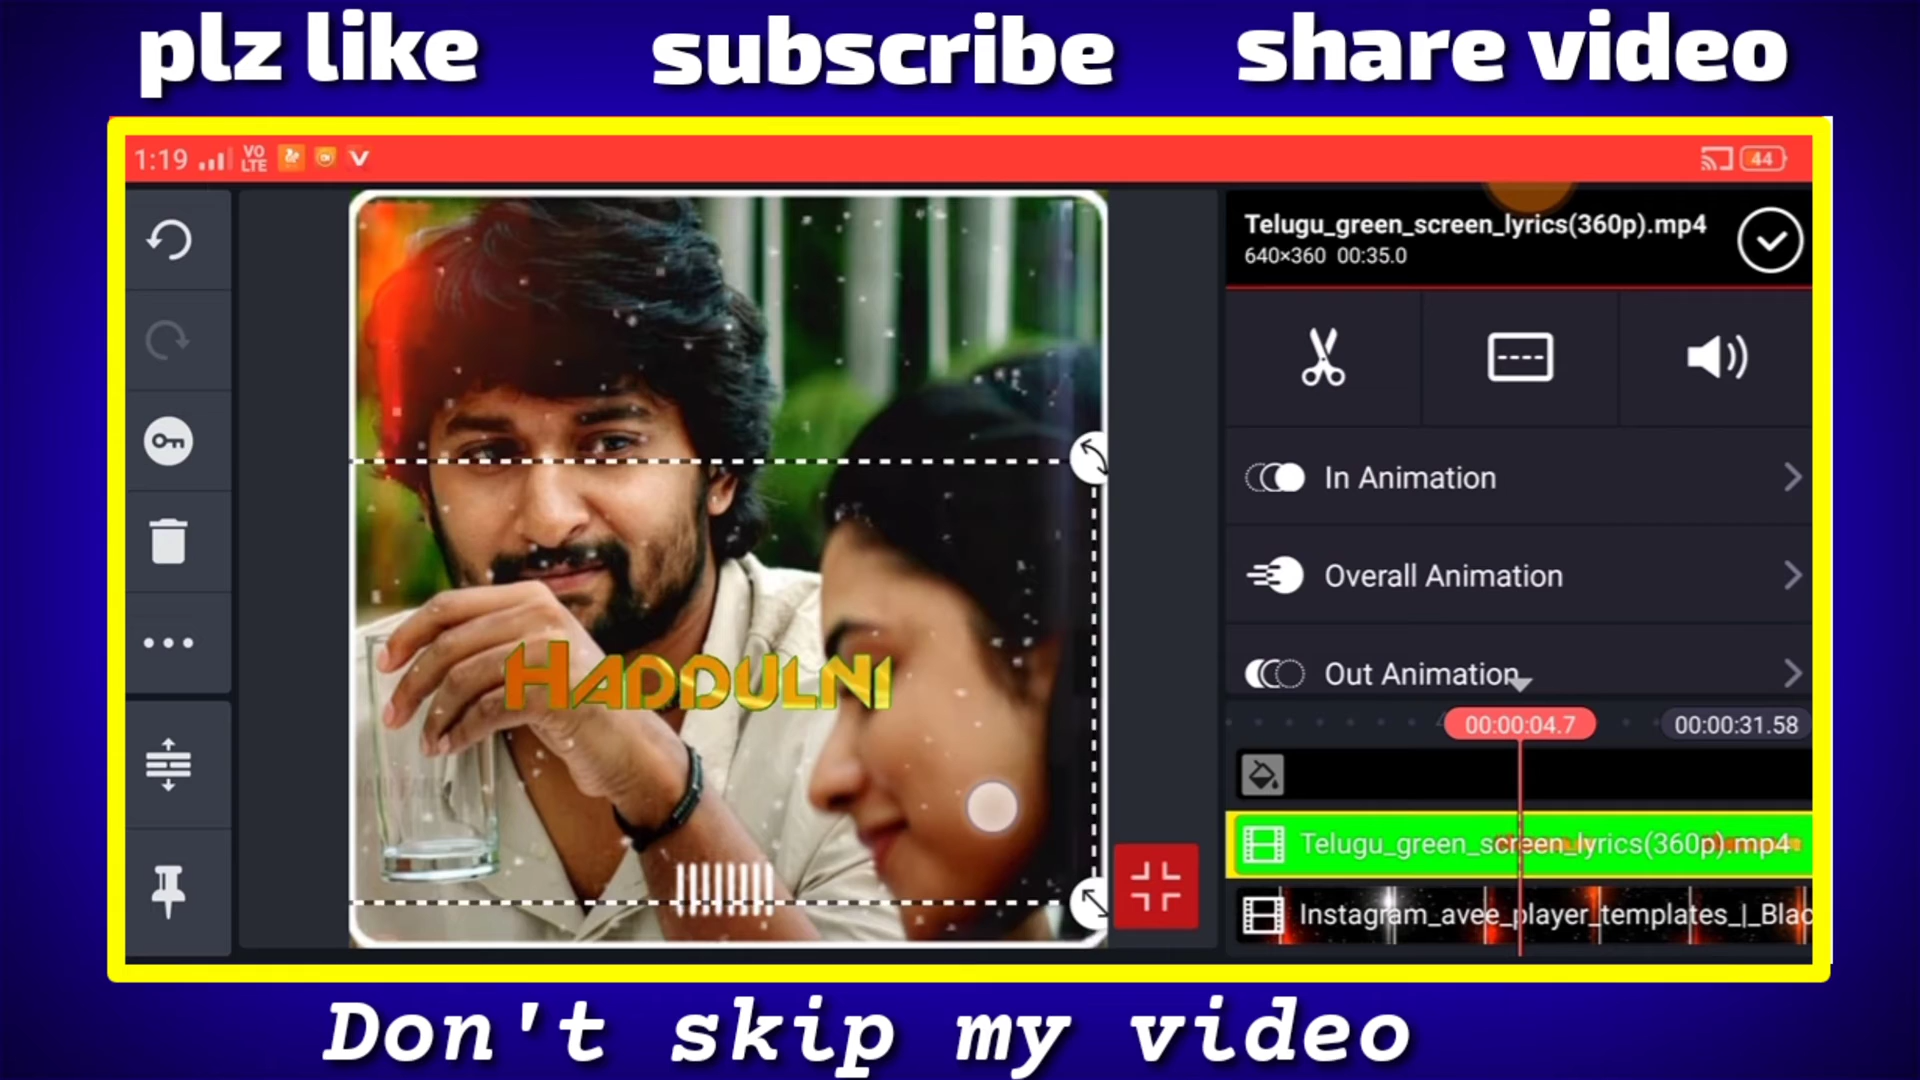 plz like subscribe share video
1:19 VO LTE 44
Telugu_green_screen_lyrics(360p).mp4
640×360 00:35.0
In Animation
Overall Animation
HADDULNI
Out Animation
00:00:04.7 00:00:31.58
Telugu_green_screen_lyrics(360p).mp4
Instagram_avee_player_templates_|_Blac
Don't skip my video